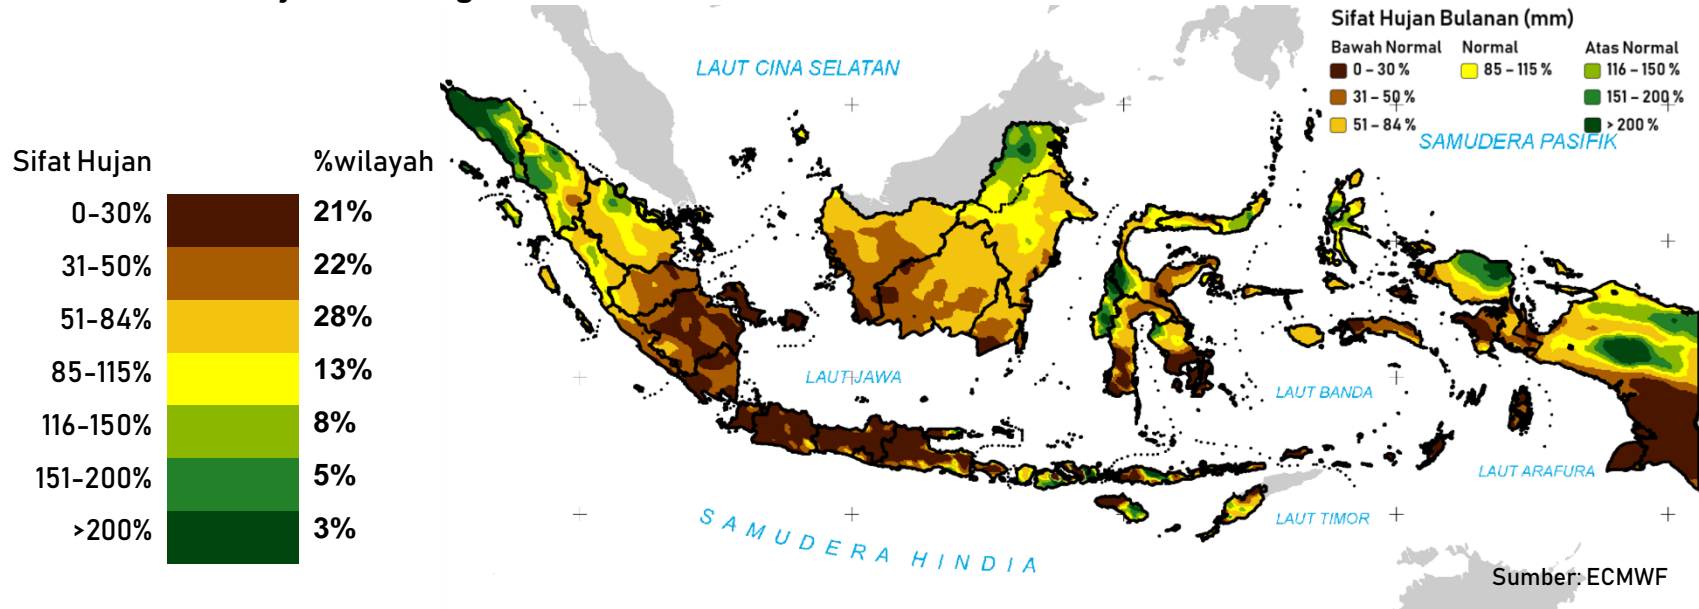 Sifat Hujan %wilayah
0-30% 21%
31-50% 22%
51-84% 28%
85-115% 13%
116-150% 8%
151-200% 5%
>200% 3%
Sifat Hujan Bulanan (mm)
Bawah Normal Normal Atas Normal
0 – 30 % 85 – 115 % 116 – 150 %
31 – 50 % 151 – 200 %
51 – 84 % > 200 %
LAUT CINA SELATAN
SAMUDERA PASIFIK
LAUT JAWA
LAUT BANDA
LAUT ARAFURA
LAUT TIMOR
SAMUDERA HINDIA
Sumber: ECMWF